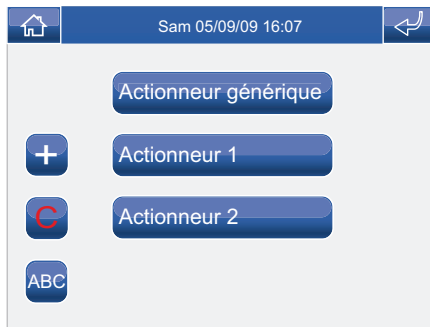 Sam 05/09/09 16:07
Actionneur générique
+
Actionneur 1
C
Actionneur 2
ABC